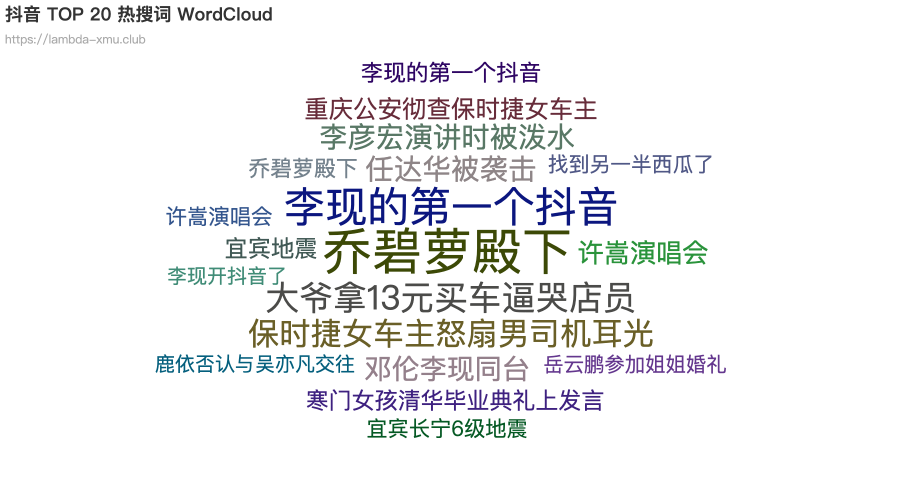 抖音 TOP 20 热搜词 WordCloud
https://lambda-xmu.club
李现的第一个抖音
重庆公安彻查保时捷女车主
李彦宏演讲时被泼水
乔碧萝殿下 任达华被袭击 找到另一半西瓜了
许嵩演唱会 李现的第一个抖音
宜宾地震 乔碧萝殿下 许嵩演唱会
李现开抖音了
大爷拿13元买车逼哭店员
保时捷女车主怒扇男司机耳光
鹿依否认与吴亦凡交往 邓伦李现同台 岳云鹏参加姐姐婚礼
寒门女孩清华毕业典礼上发言
宜宾长宁6级地震